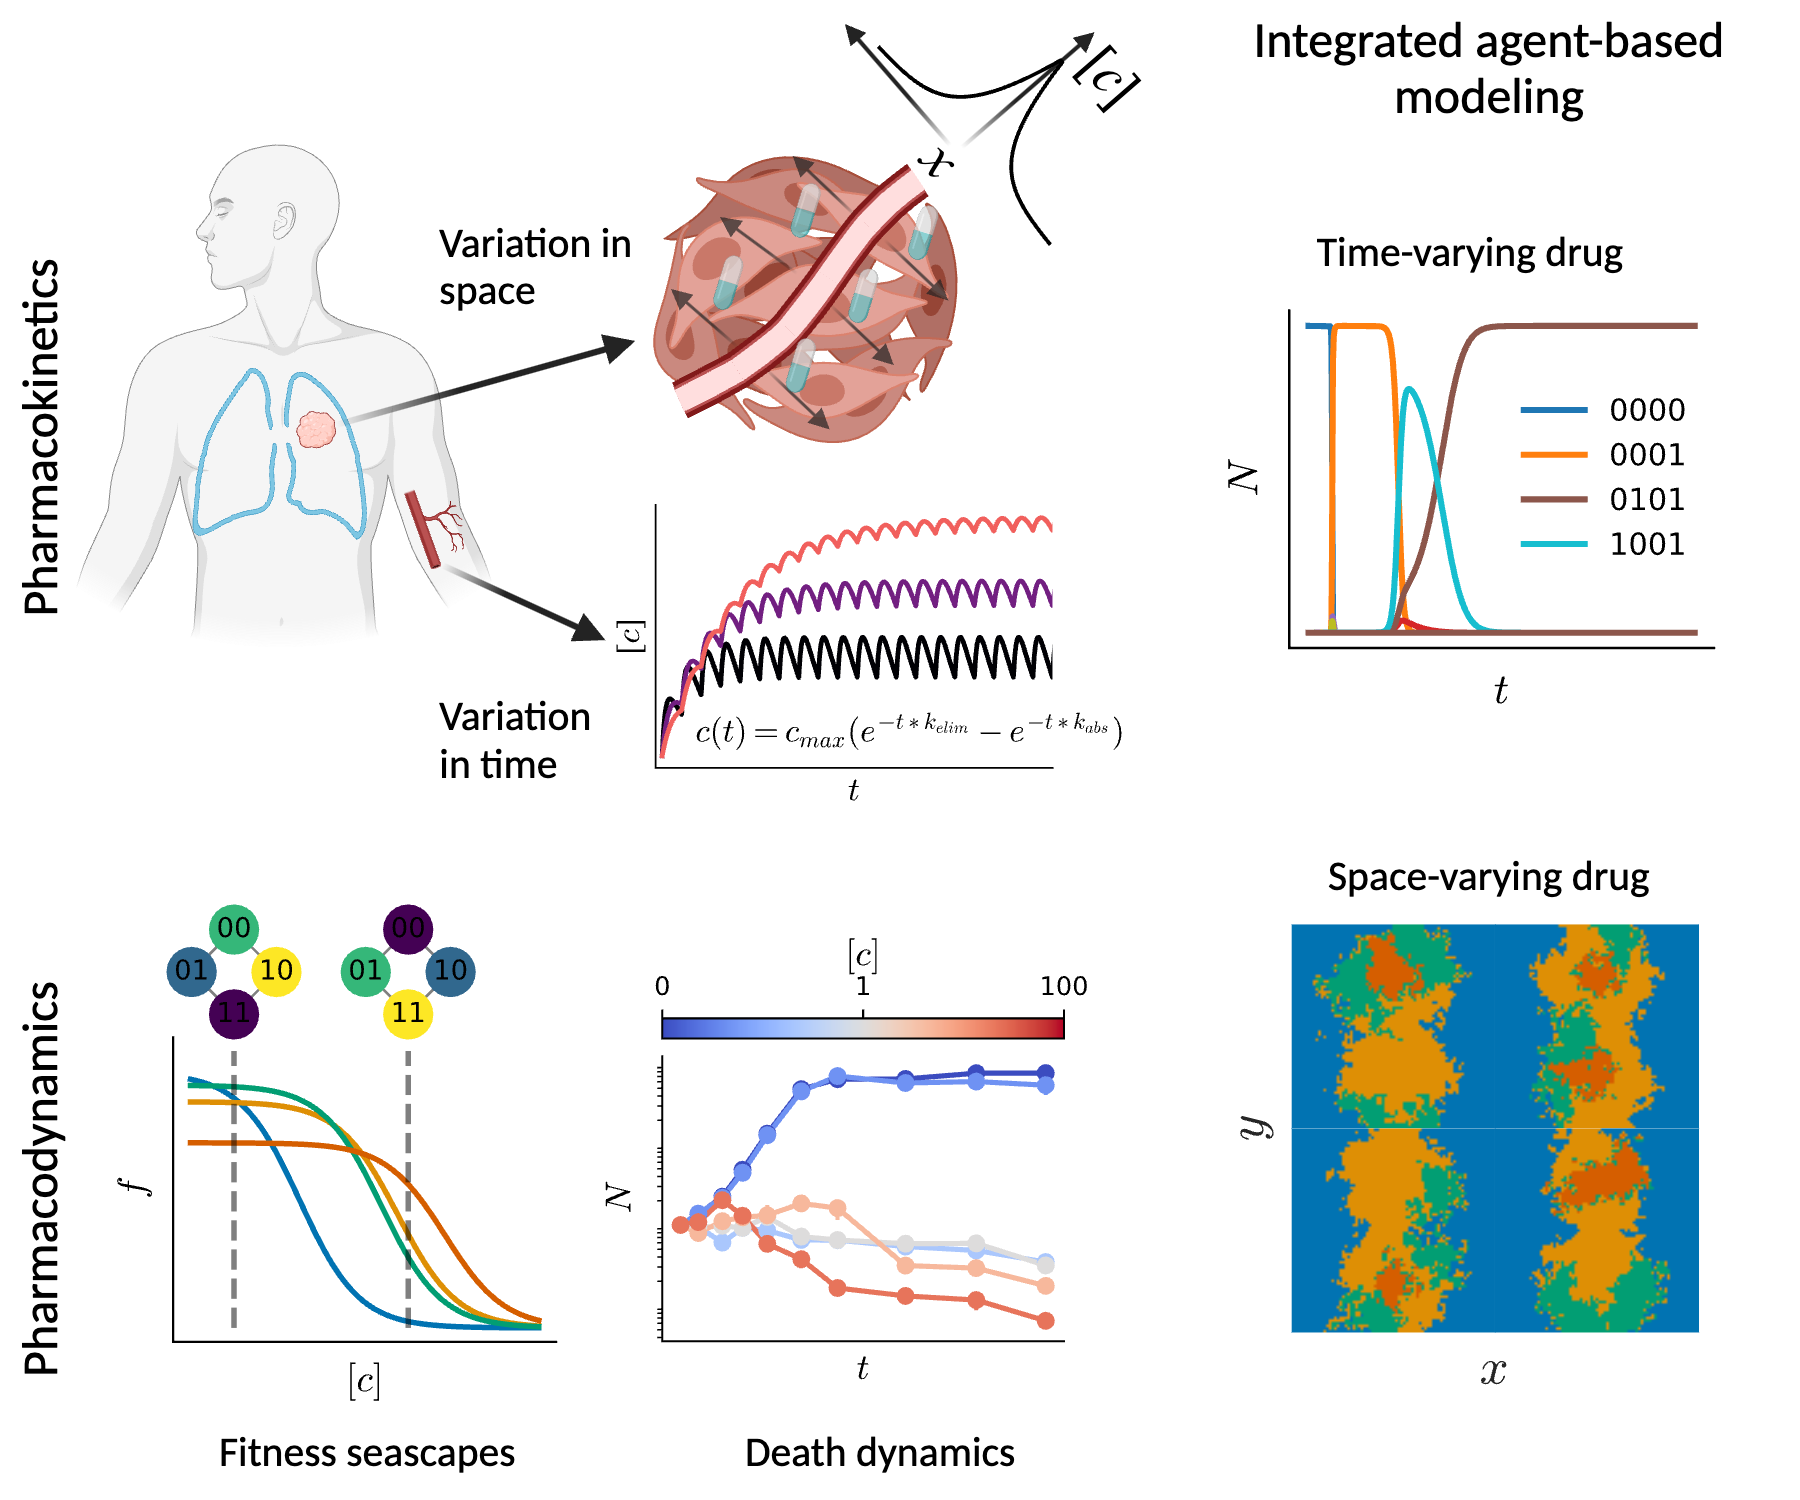 Integrated agent-based
modeling
Pharmacokinetics
Variation in
space
x
[c]
Variation
in time
[c]
c(t) = c_{max}(e^{-t*k_{elim}} - e^{-t*k_{abs}})
t
Time-varying drug
N
0000
0001
0101
1001
t
Pharmacodynamics
00
01 10
11
00
01 10
11
f
[c]
Fitness seascapes
[c]
0 1 100
N
t
Death dynamics
Space-varying drug
y
x